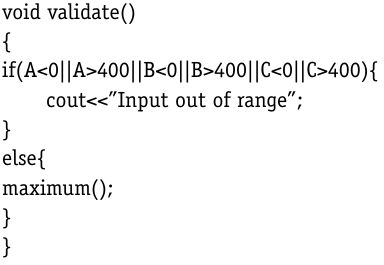 void validate()
{
if(A<0||A>400||B<0||B>400||C<0||C>400){
cout<<”Input out of range”;
}
else{
maximum();
}
}